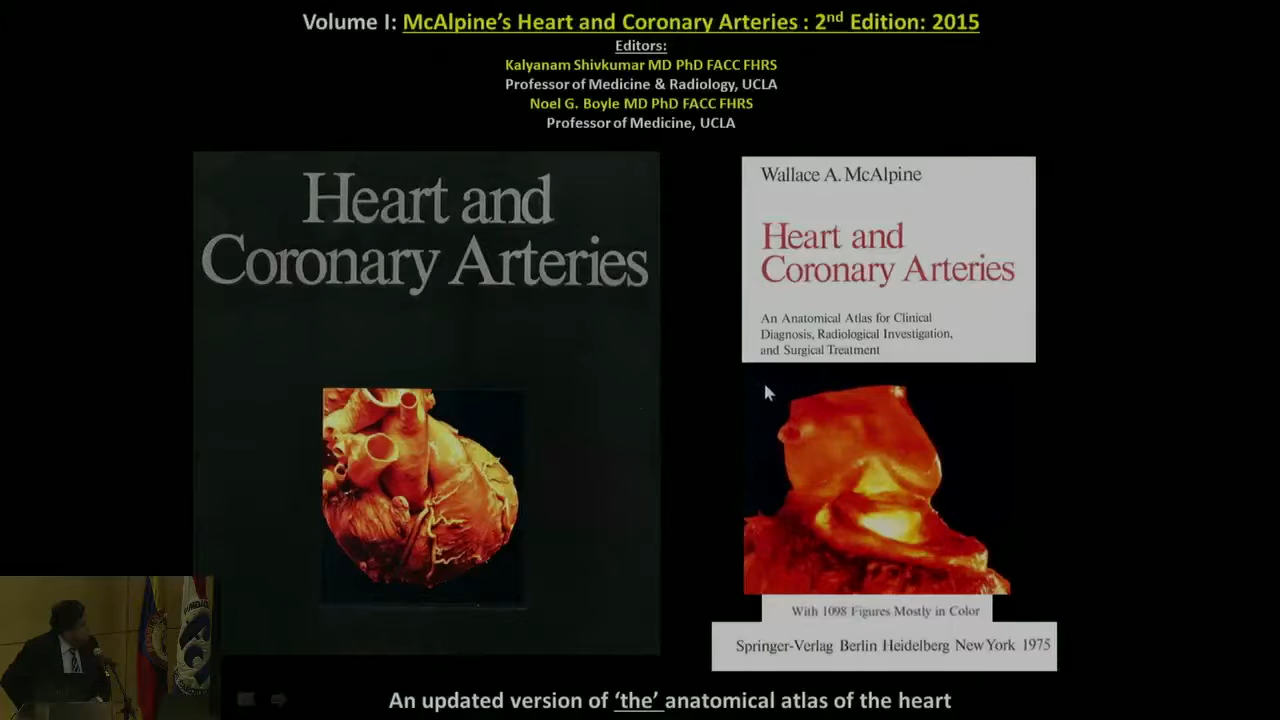 Volume I: McAlpine's Heart and Coronary Arteries : 2nd Edition: 2015
Editors:
Kalyanam Shivkumar MD PhD FACC FHRS
Professor of Medicine & Radiology, UCLA
Noel G. Boyle MD PhD FACC FHRS
Professor of Medicine, UCLA
Heart and
Coronary Arteries
Wallace A. McAlpine
Heart and
Coronary Arteries
An Anatomical Atlas for Clinical
Diagnosis, Radiological Investigation,
and Surgical Treatment
With 1098 Figures Mostly in Color
Springer-Verlag Berlin Heidelberg New York 1975
An updated version of 'the' anatomical atlas of the heart